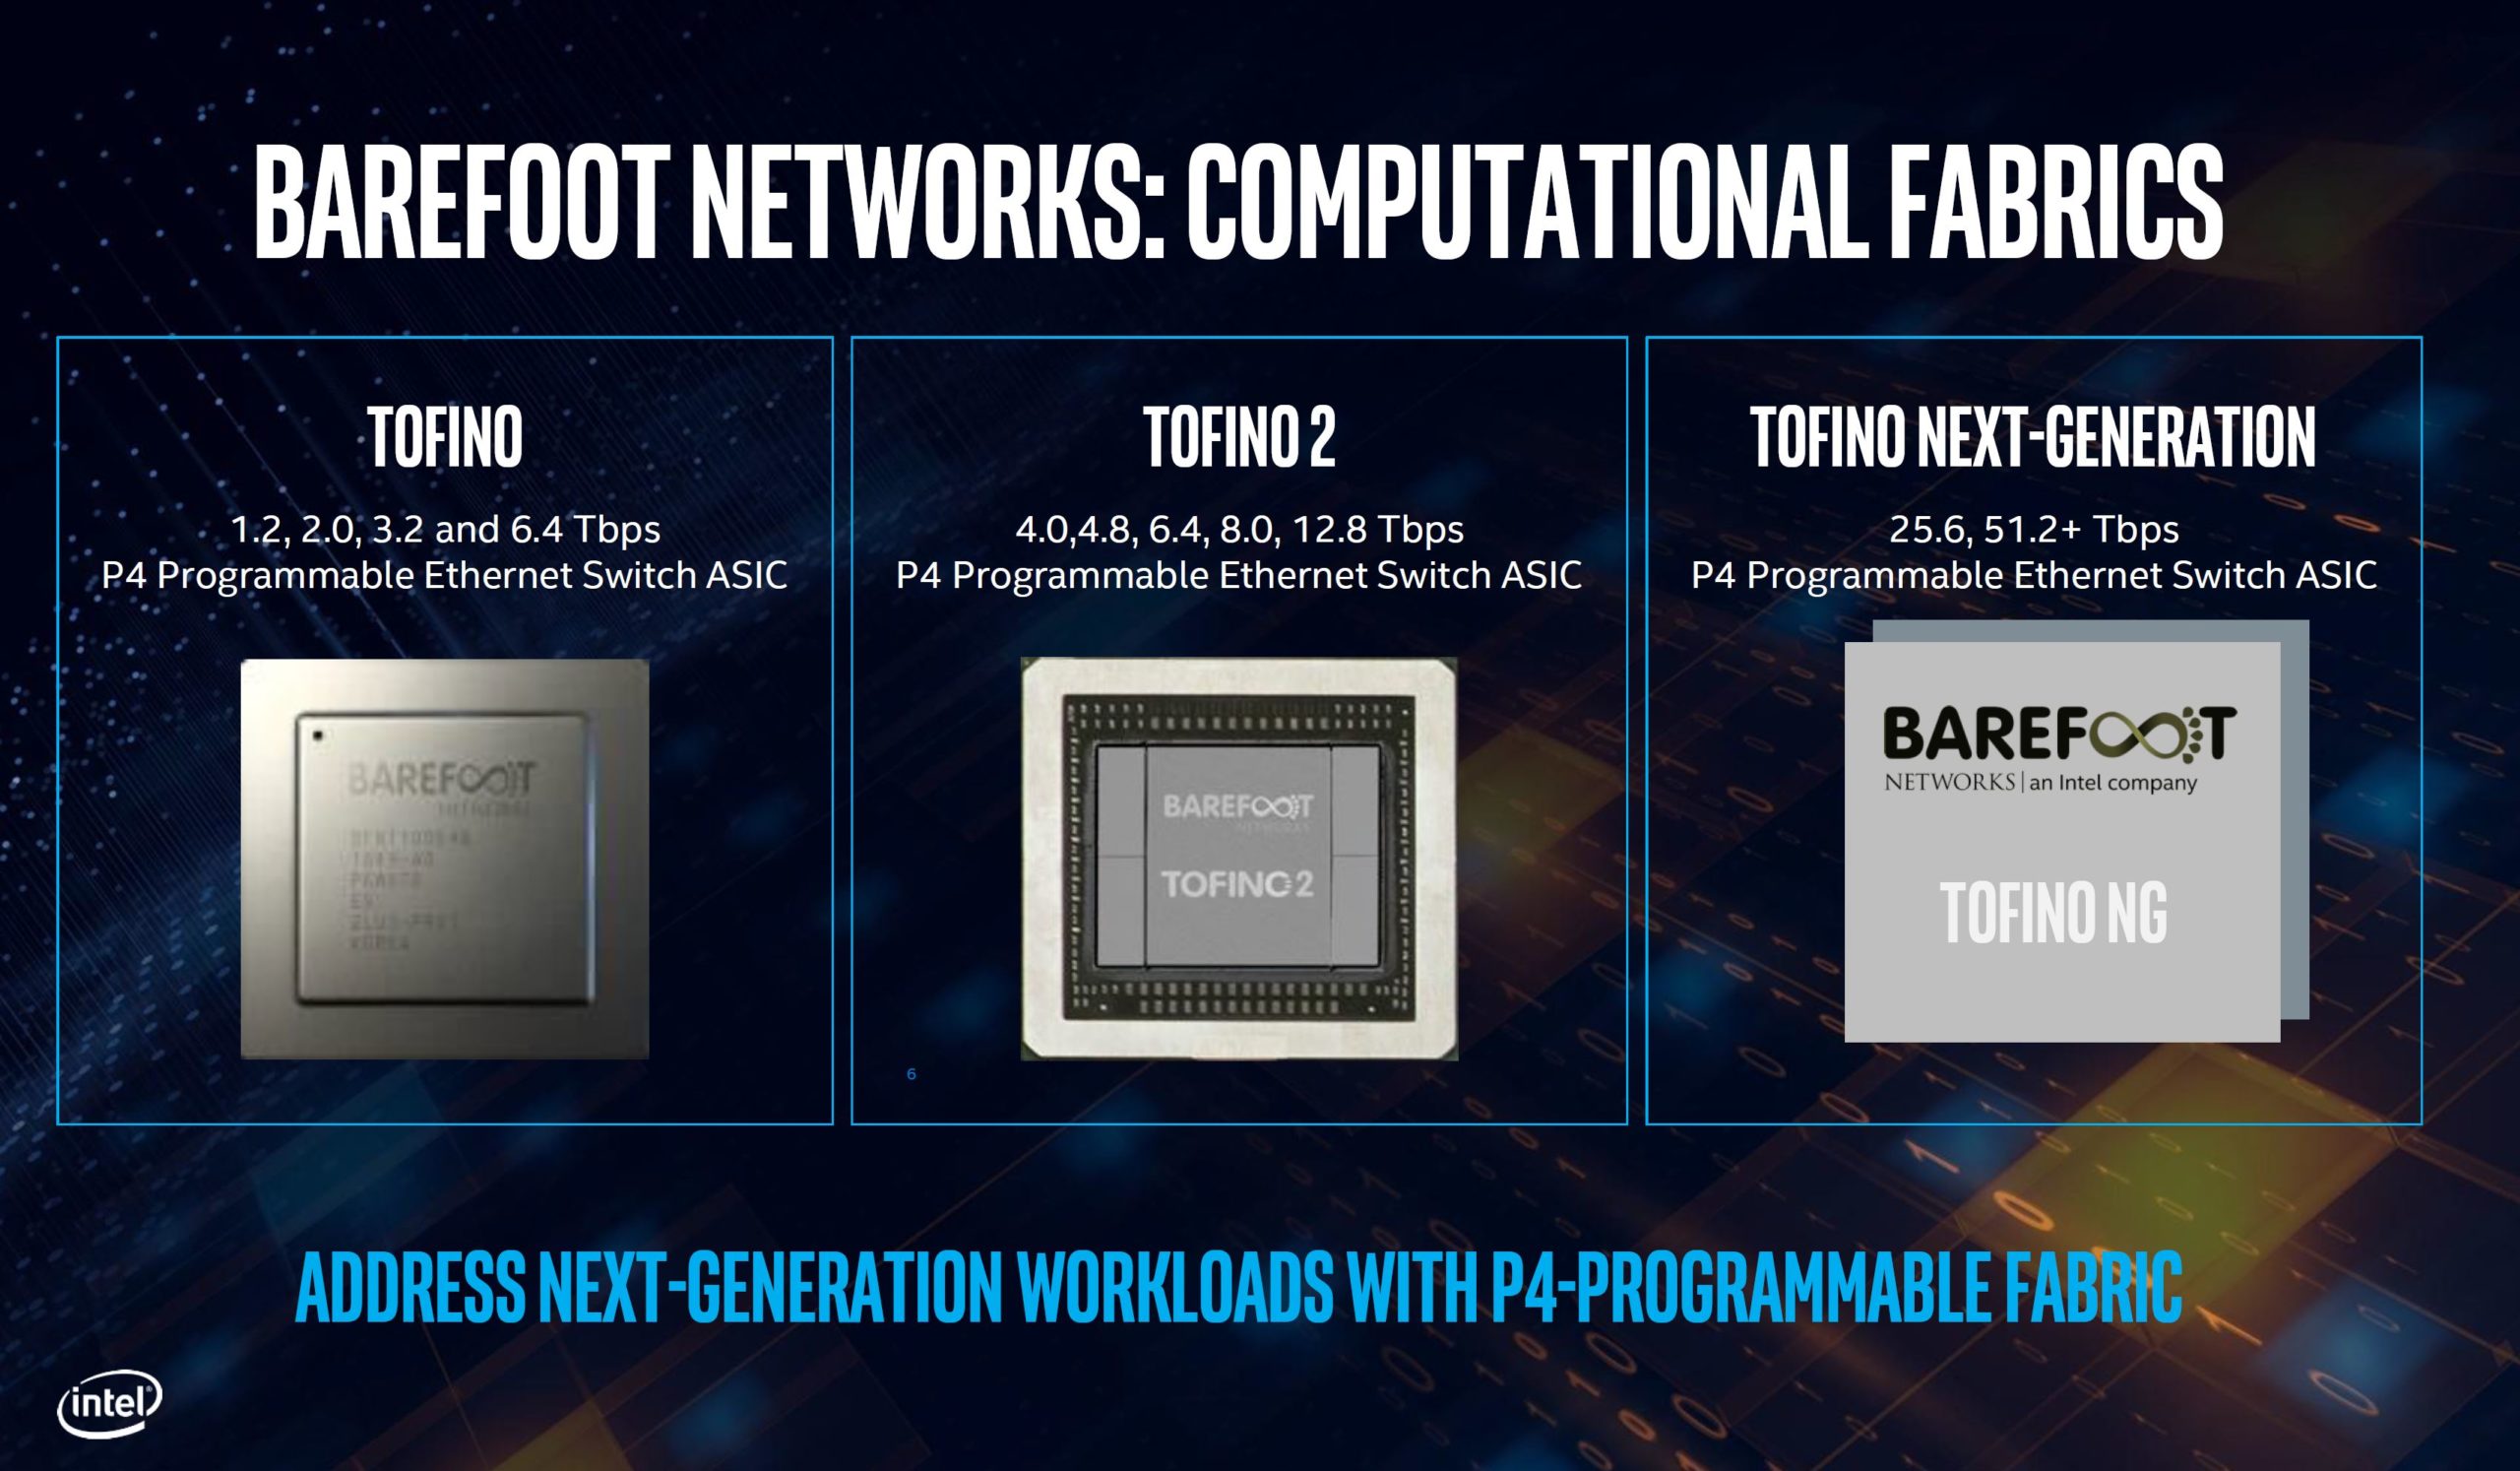 BAREFOOT NETWORKS: COMPUTATIONAL FABRICS
TOFINO
1.2, 2.0, 3.2 and 6.4 Tbps
P4 Programmable Ethernet Switch ASIC
BAREFOOT
TOFINO 2
4.0,4.8, 6.4, 8.0, 12.8 Tbps
P4 Programmable Ethernet Switch ASIC
BAREFOOT
NETWORKS
TOFINO 2
6
TOFINO NEXT-GENERATION
25.6, 51.2+ Tbps
P4 Programmable Ethernet Switch ASIC
BAREFOOT
NETWORKS | an Intel company
TOFINO NG
ADDRESS NEXT-GENERATION WORKLOADS WITH P4-PROGRAMMABLE FABRIC
intel